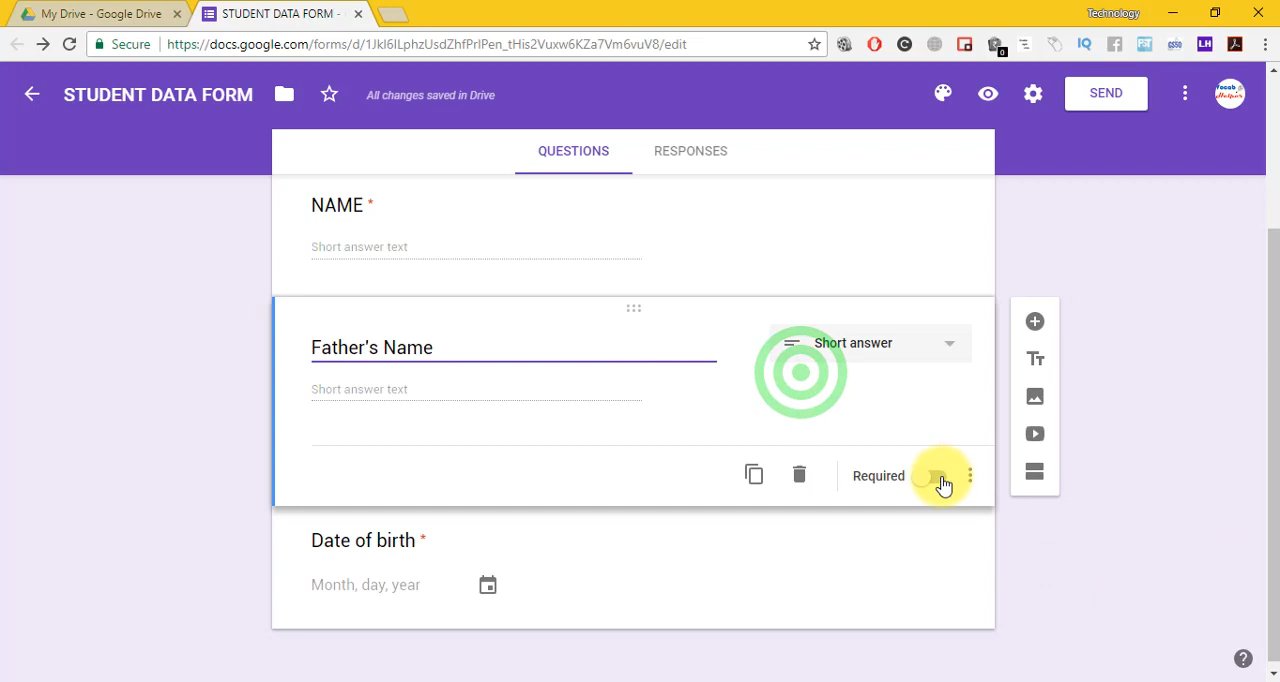 My Drive - Google Drive
STUDENT DATA FORM -
Technology
Secure
https://docs.google.com/forms/d/1JlG
STUDENT DATA FORM
All changes saved in Drive
SEND
QUESTIONS
RESPONSES
NAME *
Short answer text
Father's Name
Short answer
Short answer text
Required
Date of birth *
Month, day, year